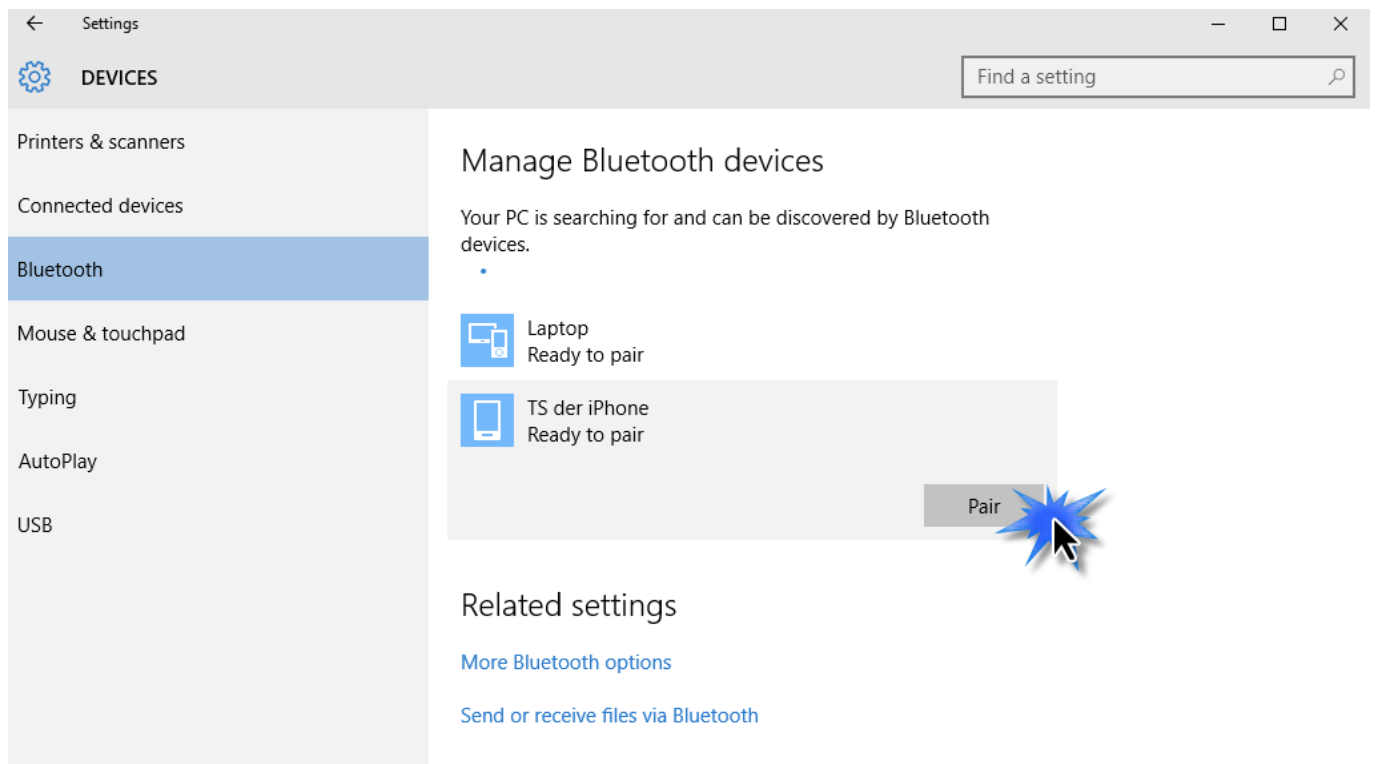 Settings
DEVICES
Find a setting
Printers & scanners
Connected devices
Bluetooth
Mouse & touchpad
Typing
AutoPlay
USB
Manage Bluetooth devices
Your PC is searching for and can be discovered by Bluetooth
devices.
Laptop
Ready to pair
TS der iPhone
Ready to pair
Pair
Related settings
More Bluetooth options
Send or receive files via Bluetooth